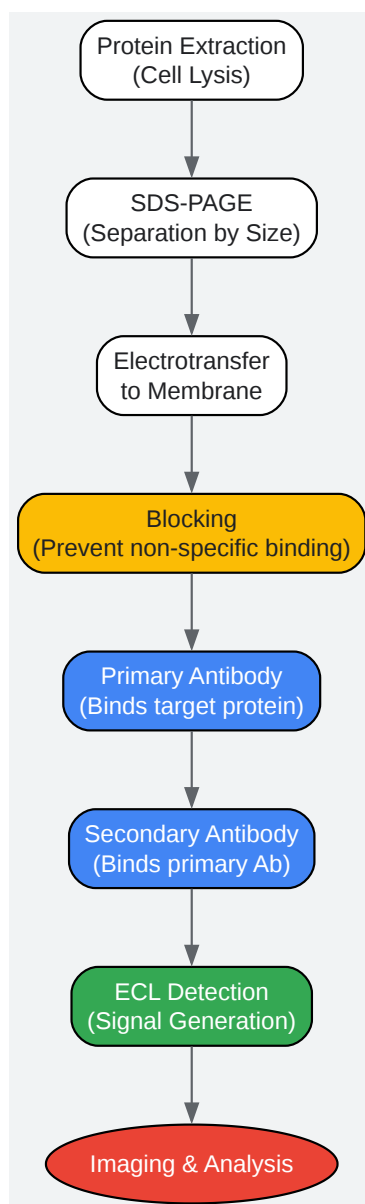 Protein Extraction
(Cell Lysis)
SDS-PAGE
(Separation by Size)
Electrotransfer
to Membrane
Blocking
(Prevent non-specific binding)
Primary Antibody
(Binds target protein)
Secondary Antibody
(Binds primary Ab)
ECL Detection
(Signal Generation)
Imaging & Analysis